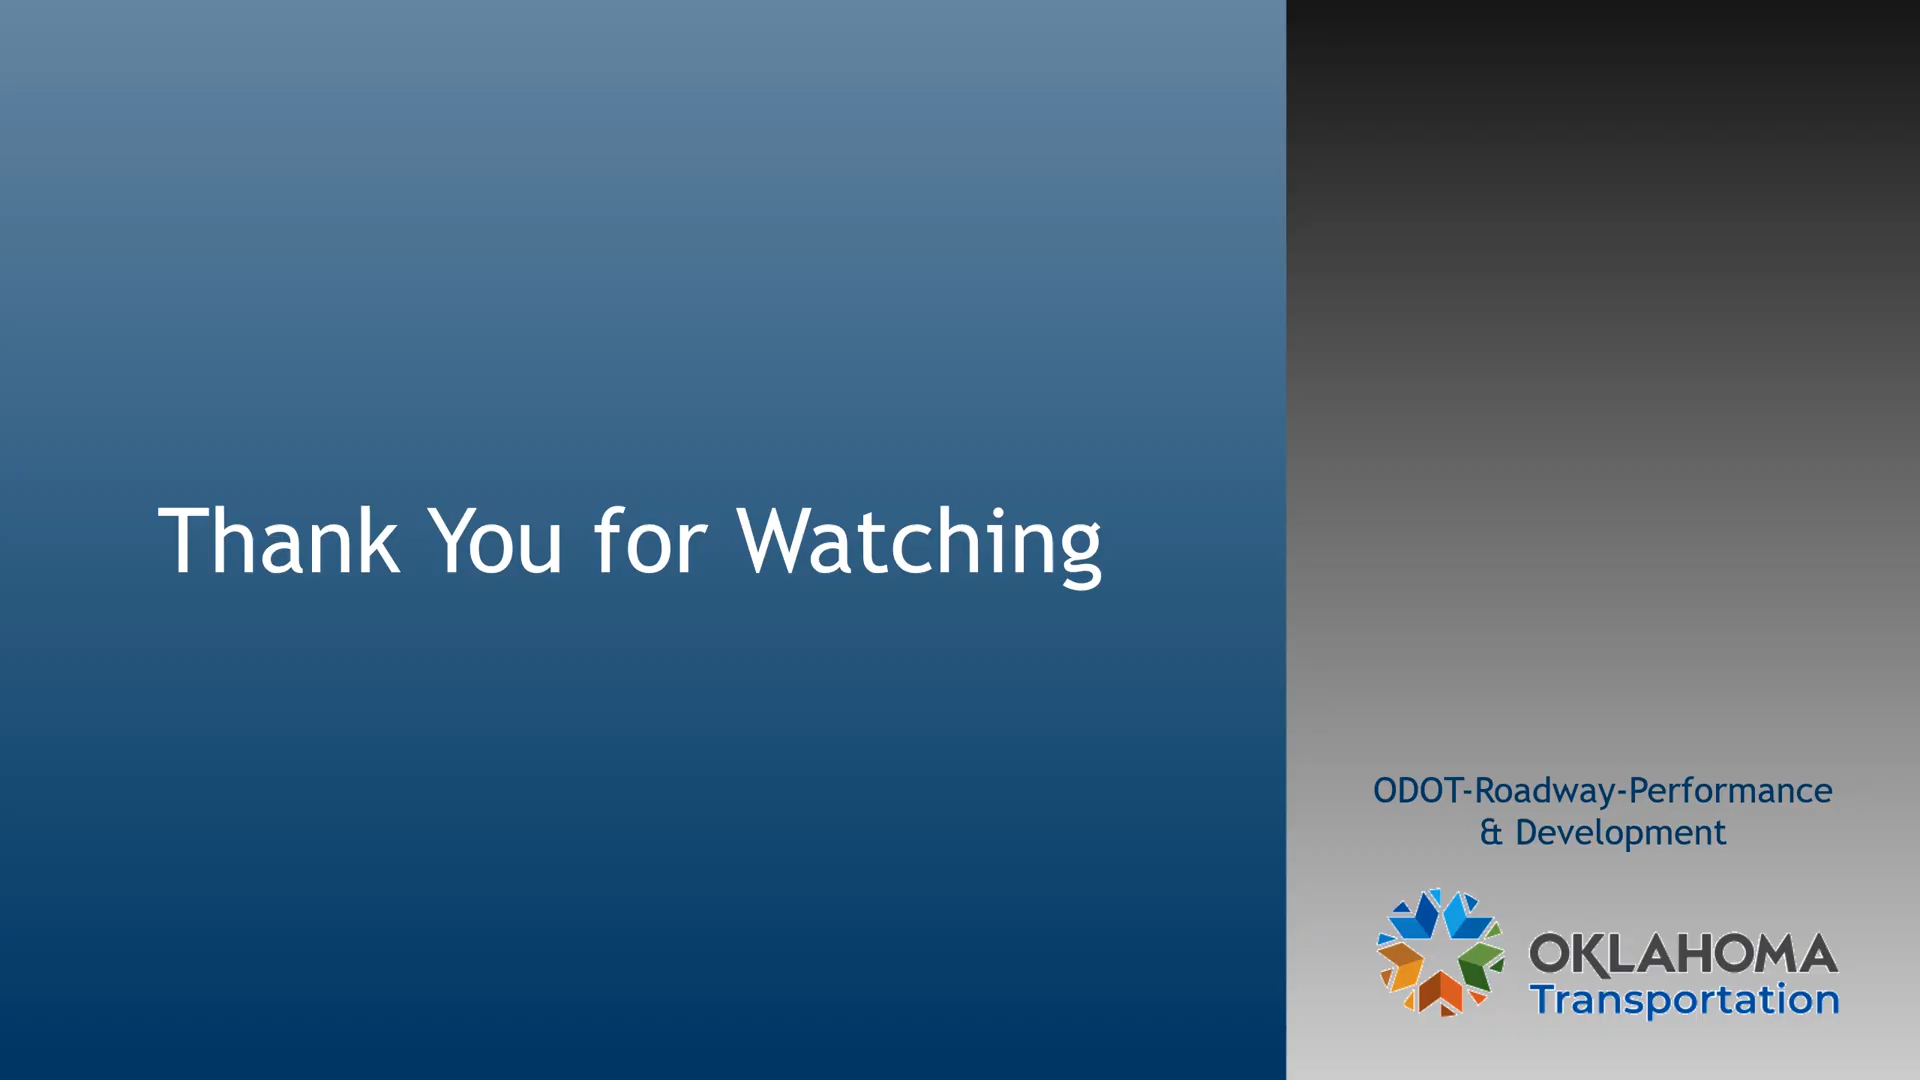 Thank You for Watching
ODOT-Roadway-Performance
& Development
OKLAHOMA
Transportation